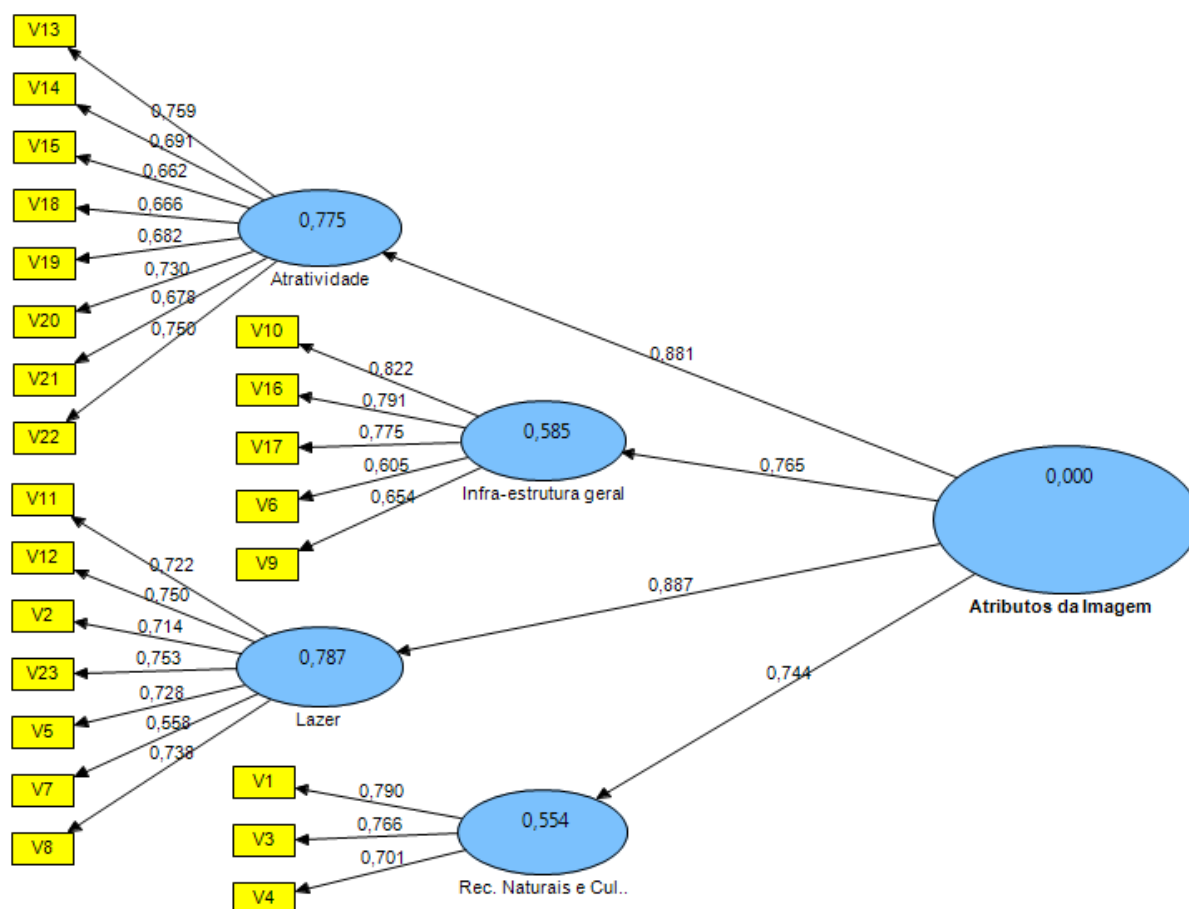 V13
0,759
V14
0,691
V15
0,662
V18
0,666
V19
0,682
V20
0,730
V21
0,678
V22
0,750
0,775
Atratividade
0,881
V10
0,822
V16
0,791
V17
0,775
V6
0,605
V9
0,654
0,585
Infra-estrutura geral
0,765
0,000
Atributos da Imagem
V11
0,722
V12
0,750
V2
0,714
V23
0,753
V5
0,728
V7
0,558
V8
0,738
0,787
Lazer
0,887
0,744
V1
0,790
V3
0,766
V4
0,701
0,554
Rec. Naturais e Cul..